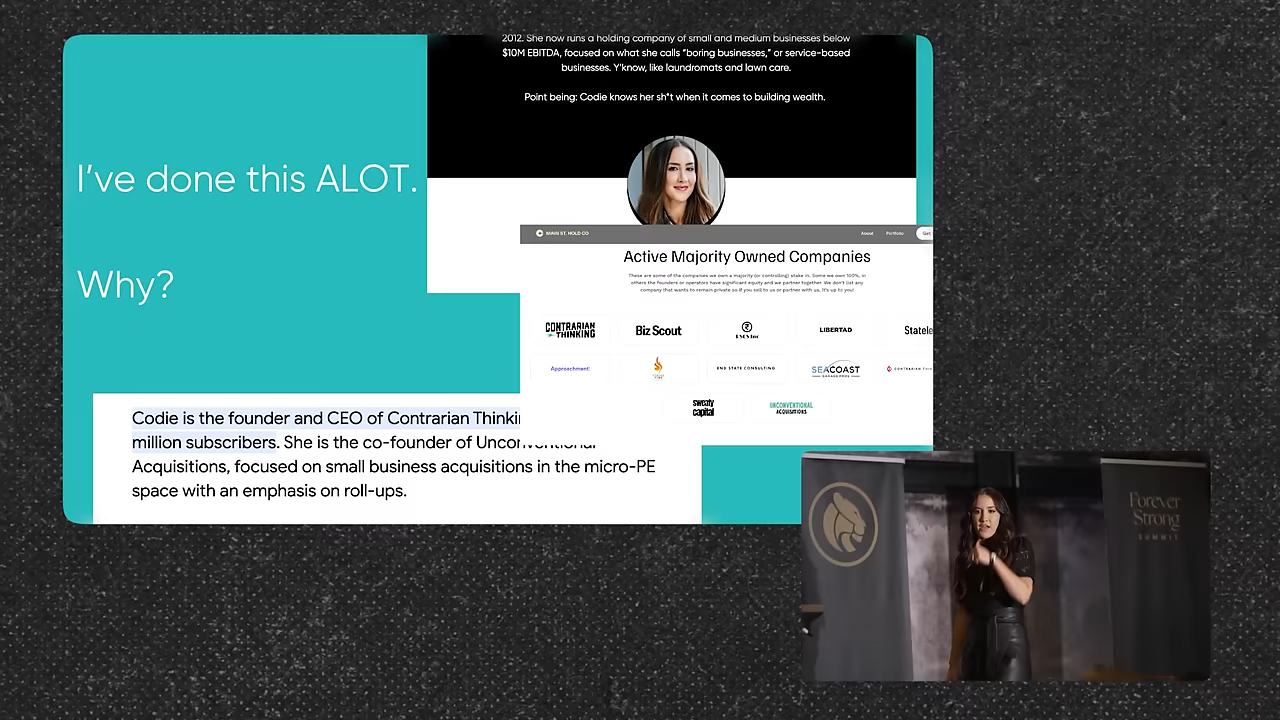 I've done this ALOT.
Why?
2012. She now runs a holding company of small and medium businesses below
$10M EBITDA, focused on what she calls "boring businesses," or service-based
businesses. Y'know, like laundromats and lawn care.
Point being: Codie knows her sh*t when it comes to building wealth.
MAIN ST. HOLD CO
About
Portfolio
Get
Active Majority Owned Companies
These are some of the companies we own a majority (or controlling) stake in. Some we own 100%, in
others the founders or operators have significant equity and we partner together. We don't list any
company that wants to remain private so if you sell to us or partner with us, it's up to you!
CONTRARIAN
THINKING
Biz Scout
LIBERTAD
Statele
Approachment
END STATE CONSULTING
SEACOAST
CONTRARIAN THIN
sweaty
capital
UNCONVENTIONAL
ACQUISITIONS
Codie is the founder and CEO of Contrarian Thinki
million subscribers. She is the co-founder of Unconventional
Acquisitions, focused on small business acquisitions in the micro-PE
space with an emphasis on roll-ups.
Forever
Strong
SUMMIT